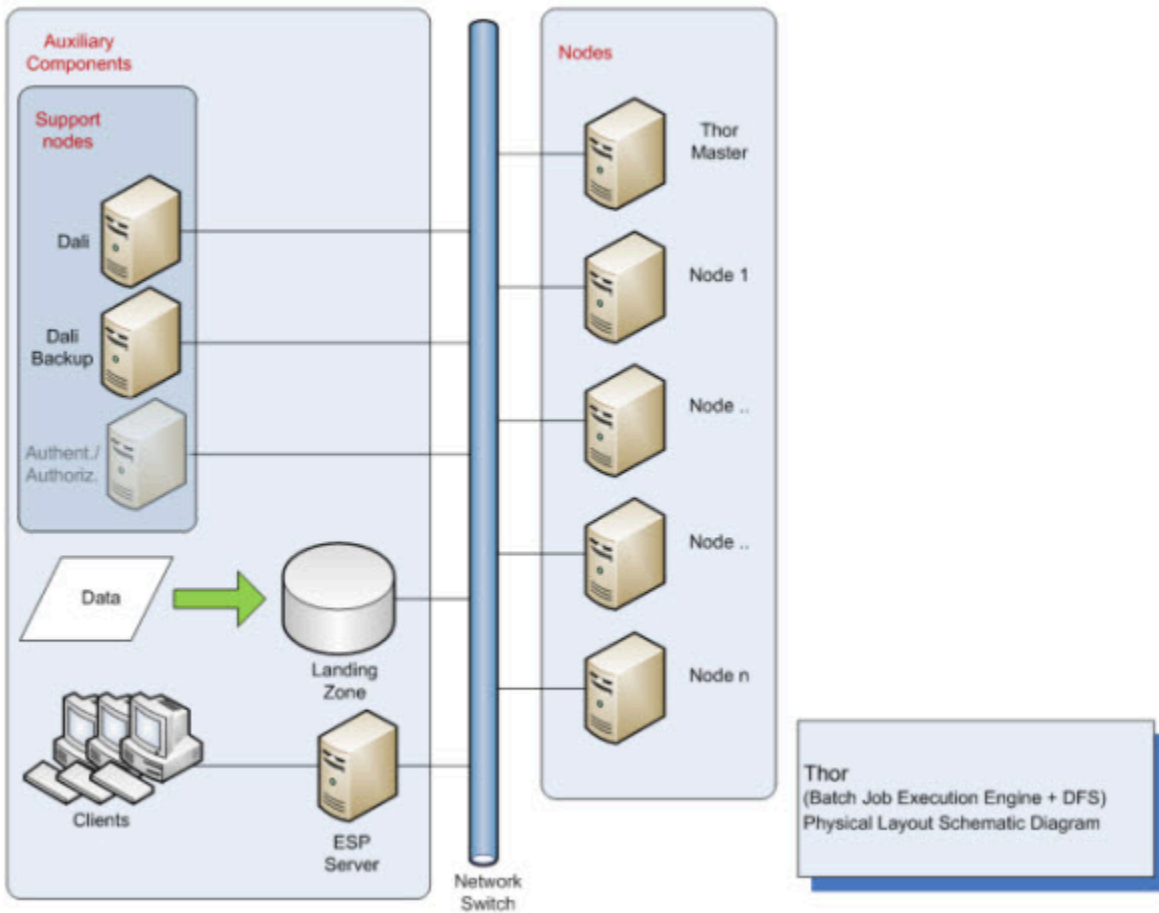 Auxiliary
Components
Support
nodes
Dali
Dali
Backup
Authent./
Authoriz.
Data
Landing
Zone
Clients
ESP
Server
Network
Switch
Nodes
Thor
Master
Node 1
Node ..
Node ..
Node n
Thor
(Batch Job Execution Engine + DFS)
Physical Layout Schematic Diagram